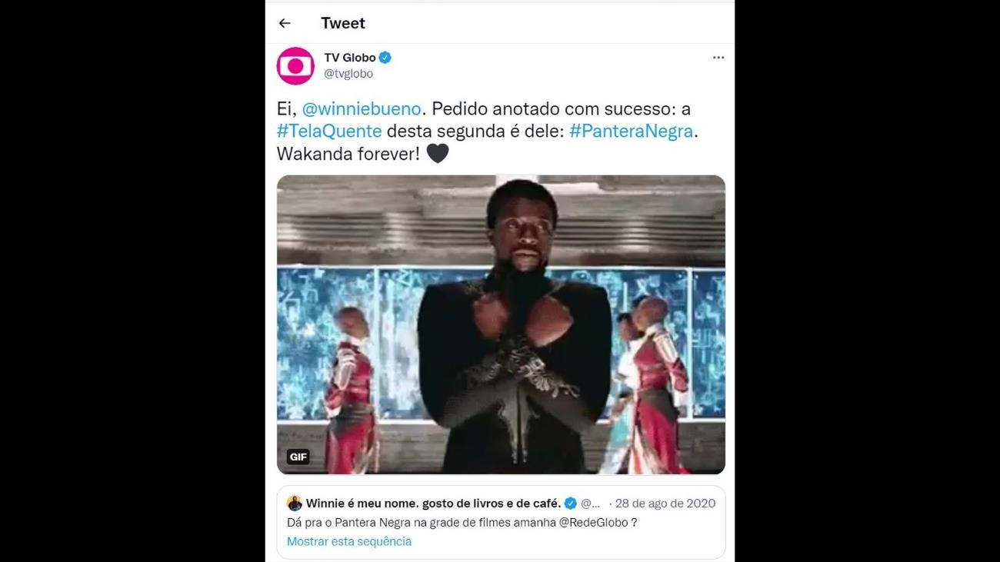 Tweet
TV Globo
@tvglobo
Ei, @winniebueno. Pedido anotado com sucesso: a
#TelaQuente desta segunda é dele: #PanteraNegra.
Wakanda forever! 🖤
GIF
Winnie é meu nome. gosto de livros e de café. @... · 28 de ago de 2020
Dá pra o Pantera Negra na grade de filmes amanha @RedeGlobo ?
Mostrar esta sequência